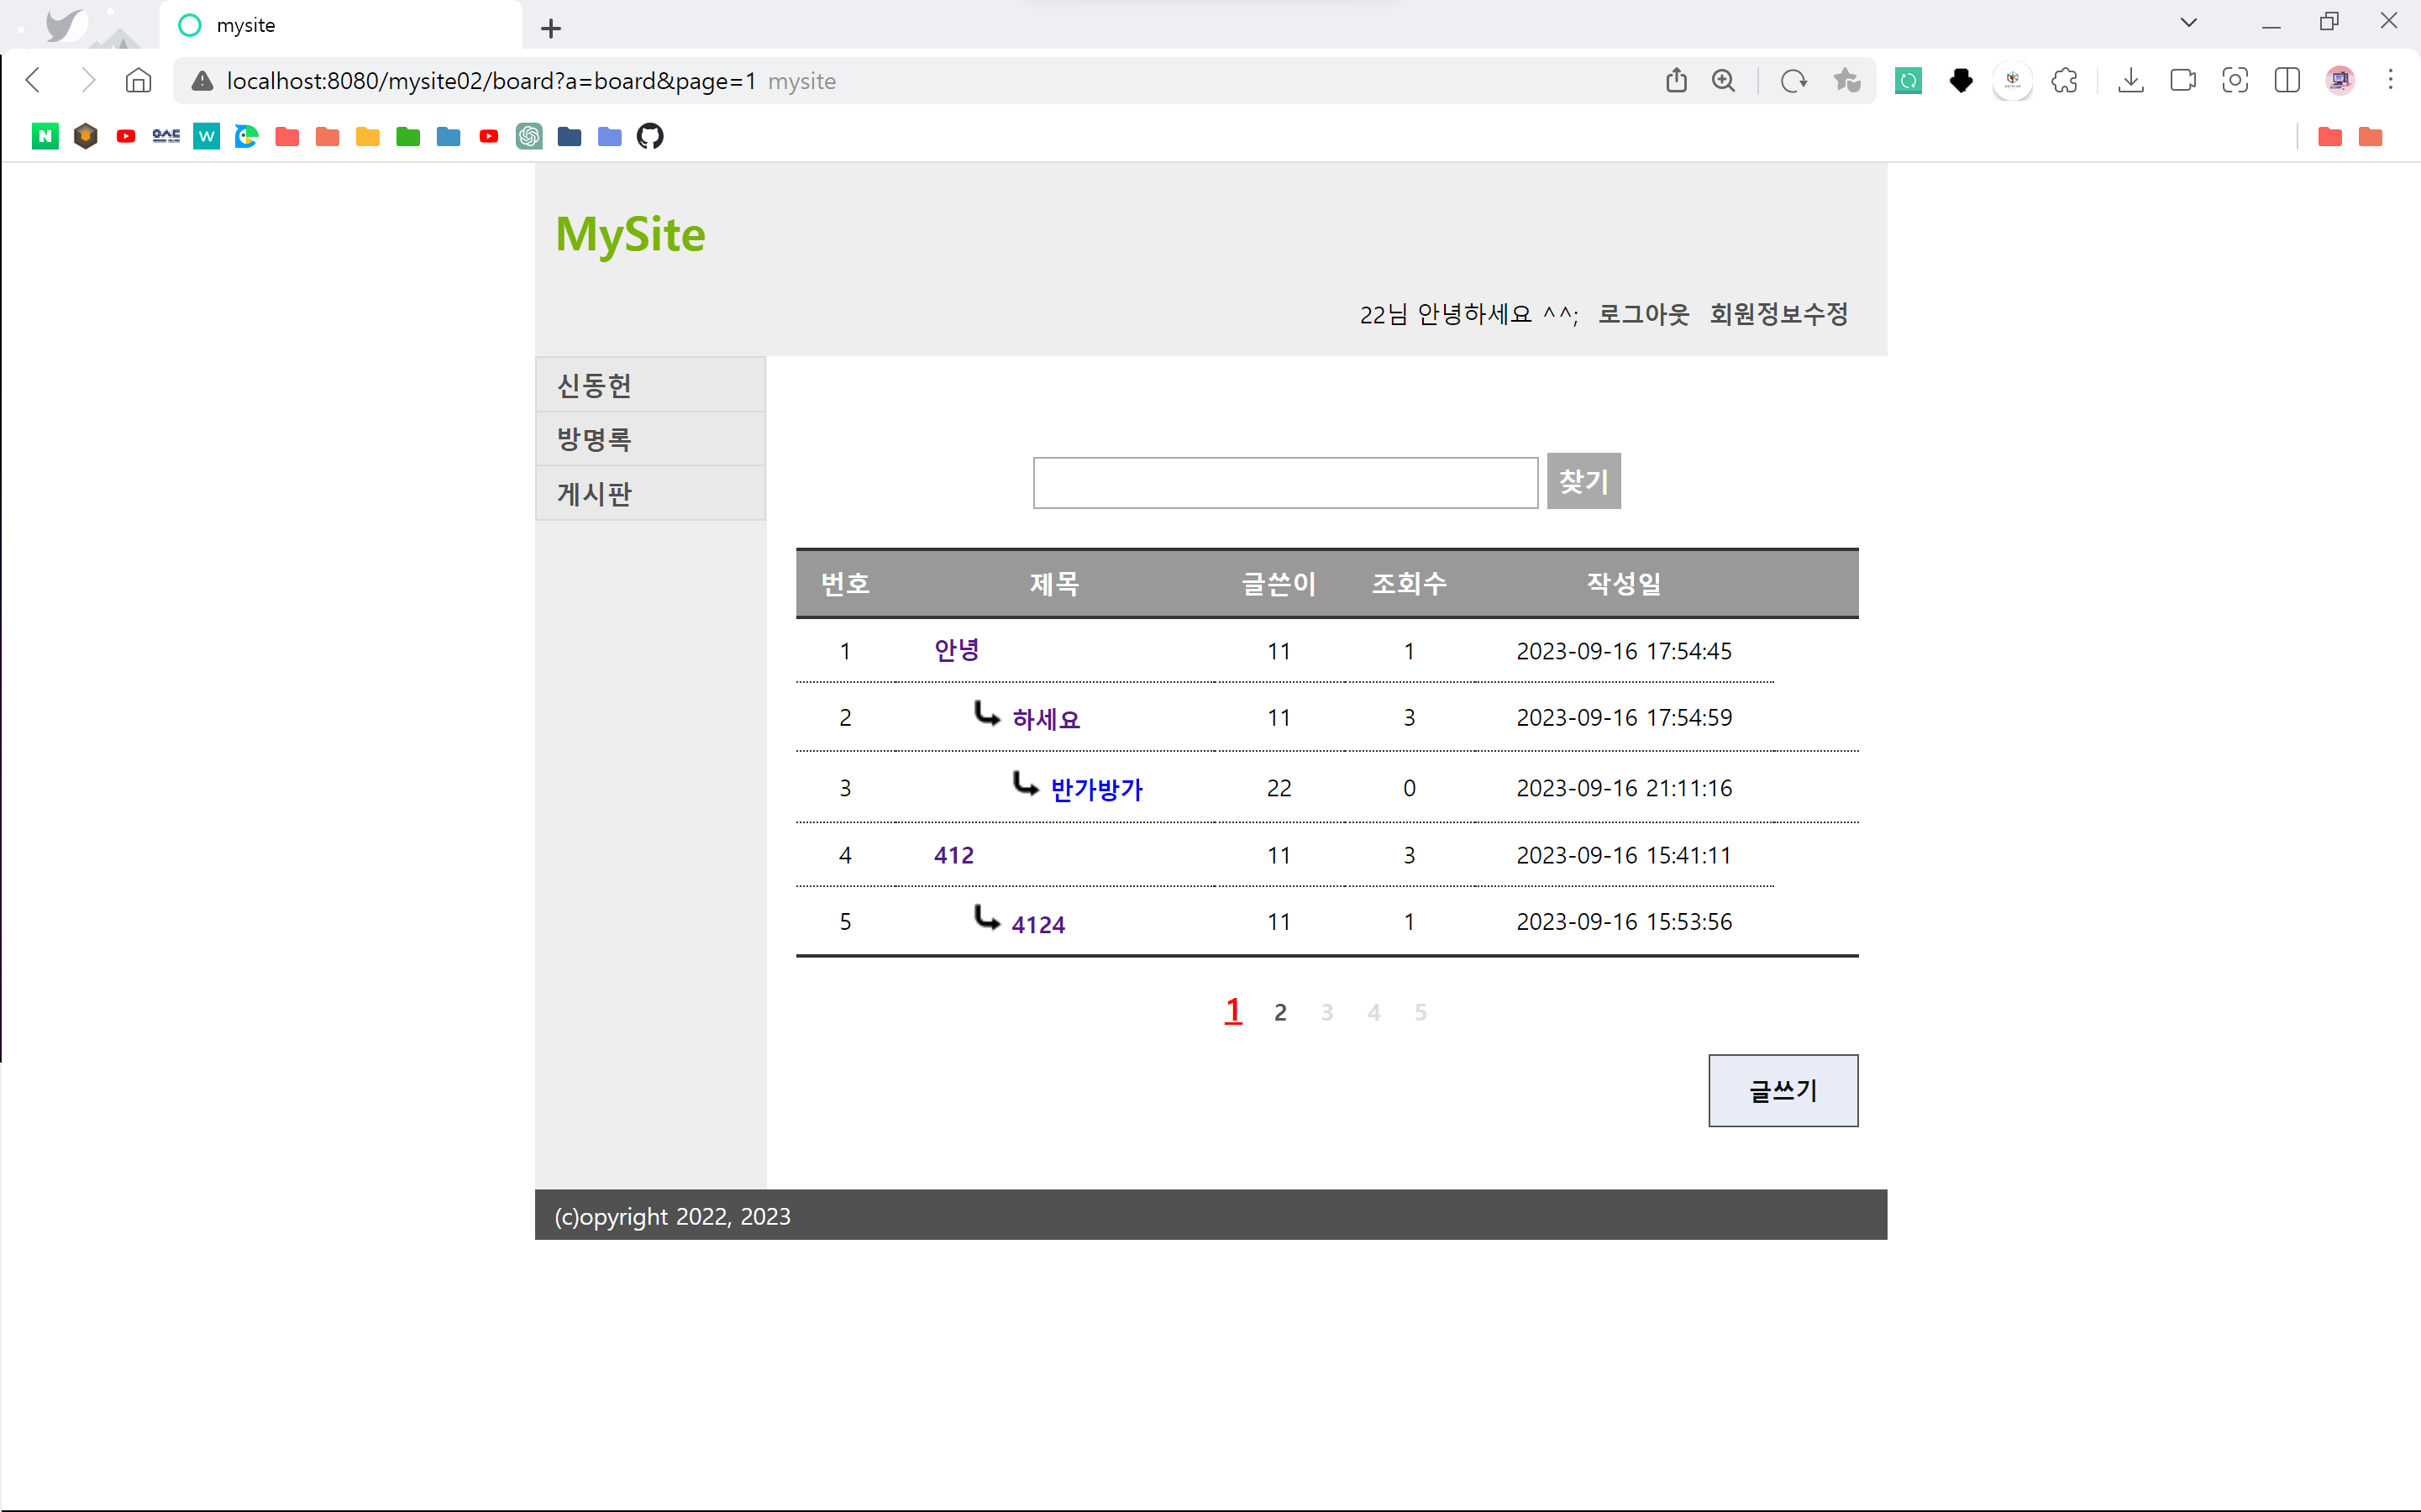 mysite
localhost:8080/mysite02/board?a=board&page=1 mysite
MySite
22님 안녕하세요 ^^; 로그아웃 회원정보수정
신동헌
방명록
게시판
찾기
번호 제목 글쓴이 조회수 작성일
1 안녕 11 1 2023-09-16 17:54:45
2 하세요 11 3 2023-09-16 17:54:59
3 반가방가 22 0 2023-09-16 21:11:16
4 412 11 3 2023-09-16 15:41:11
5 4124 11 1 2023-09-16 15:53:56
1 2 3 4 5
글쓰기
(c)opyright 2022, 2023